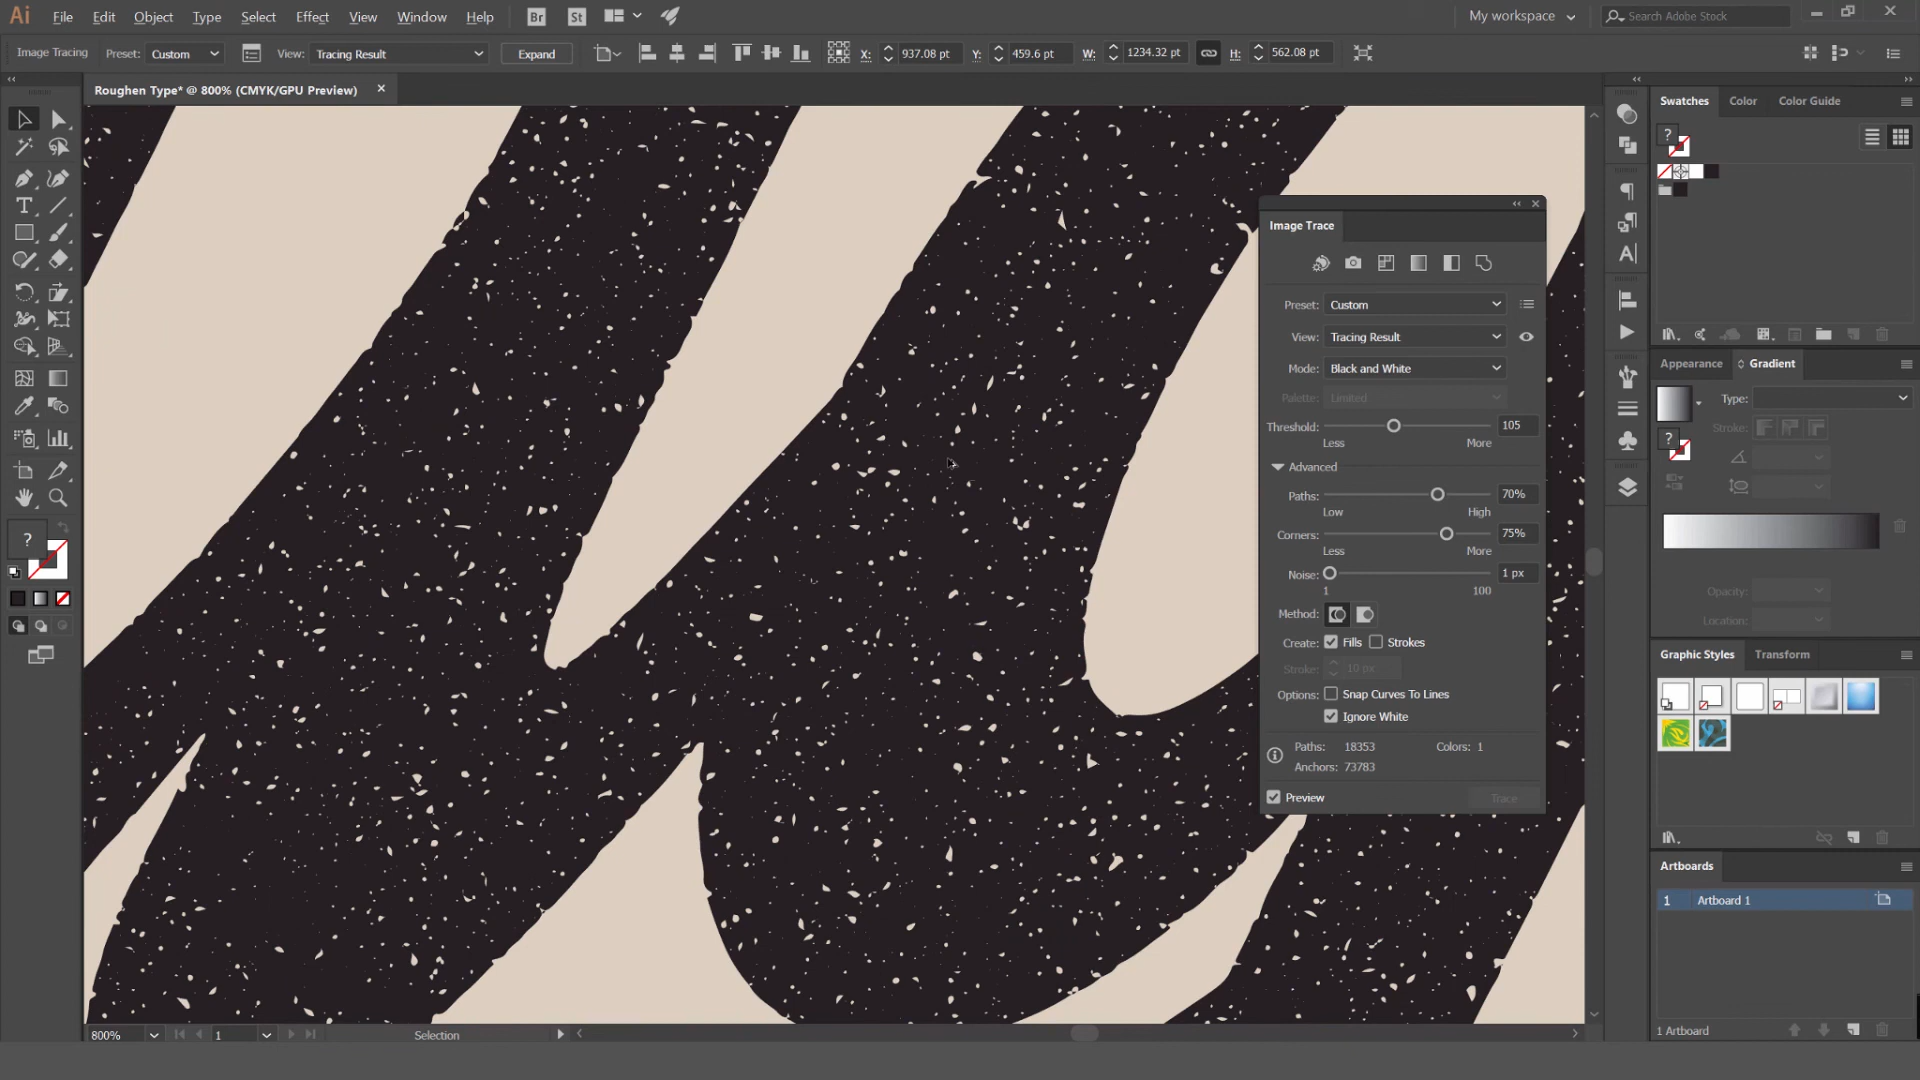 Ai File Edit Object Type Select Effect View Window Help Br St My workspace Search Adobe Stock
Image Tracing Preset: Custom View: Tracing Result Expand X: 937.08 pt Y: 459.6 pt W: 1234.32 pt H: 562.08 pt
Roughen Type* @ 800% (CMYK/GPU Preview)
Image Trace
Preset: Custom
View: Tracing Result
Mode: Black and White
Palette: Limited
Threshold: 105
Less More
Advanced
Paths: 70%
Low High
Corners: 75%
Less More
Noise: 1 px
1 100
Method:
Create: Fills Strokes
Stroke: 10 px
Options: Snap Curves To Lines
Ignore White
Paths: 18353 Colors: 1
Anchors: 73783
Preview Trace
Swatches Color Color Guide
Appearance Gradient
Type:
Stroke:
Opacity:
Location:
Graphic Styles Transform
Artboards
1 Artboard 1
1 Artboard
800% 1 Selection